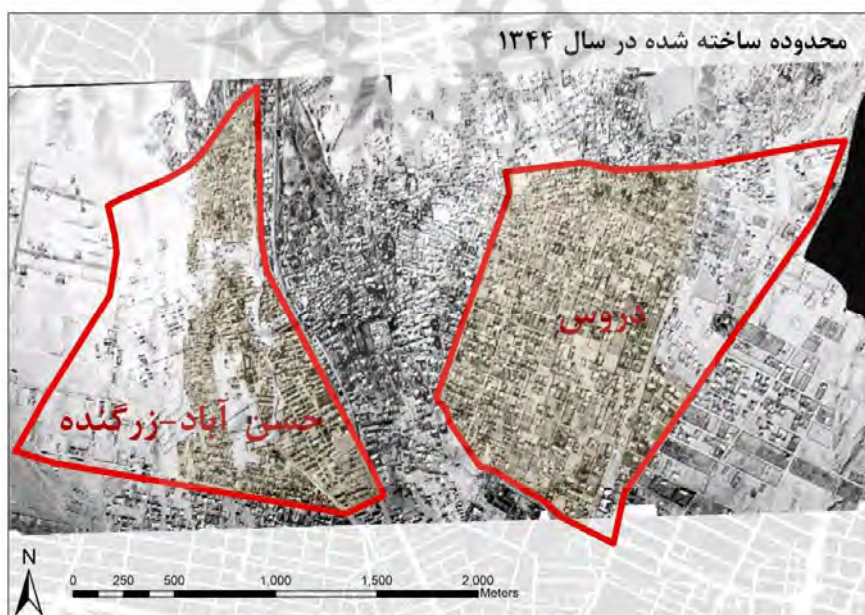 محدوده ساخته شده در سال ۱۳۴۴
دروس
حسن آباد-زرگنده
N
0 250 500 1,000 1,500 2,000
Meters